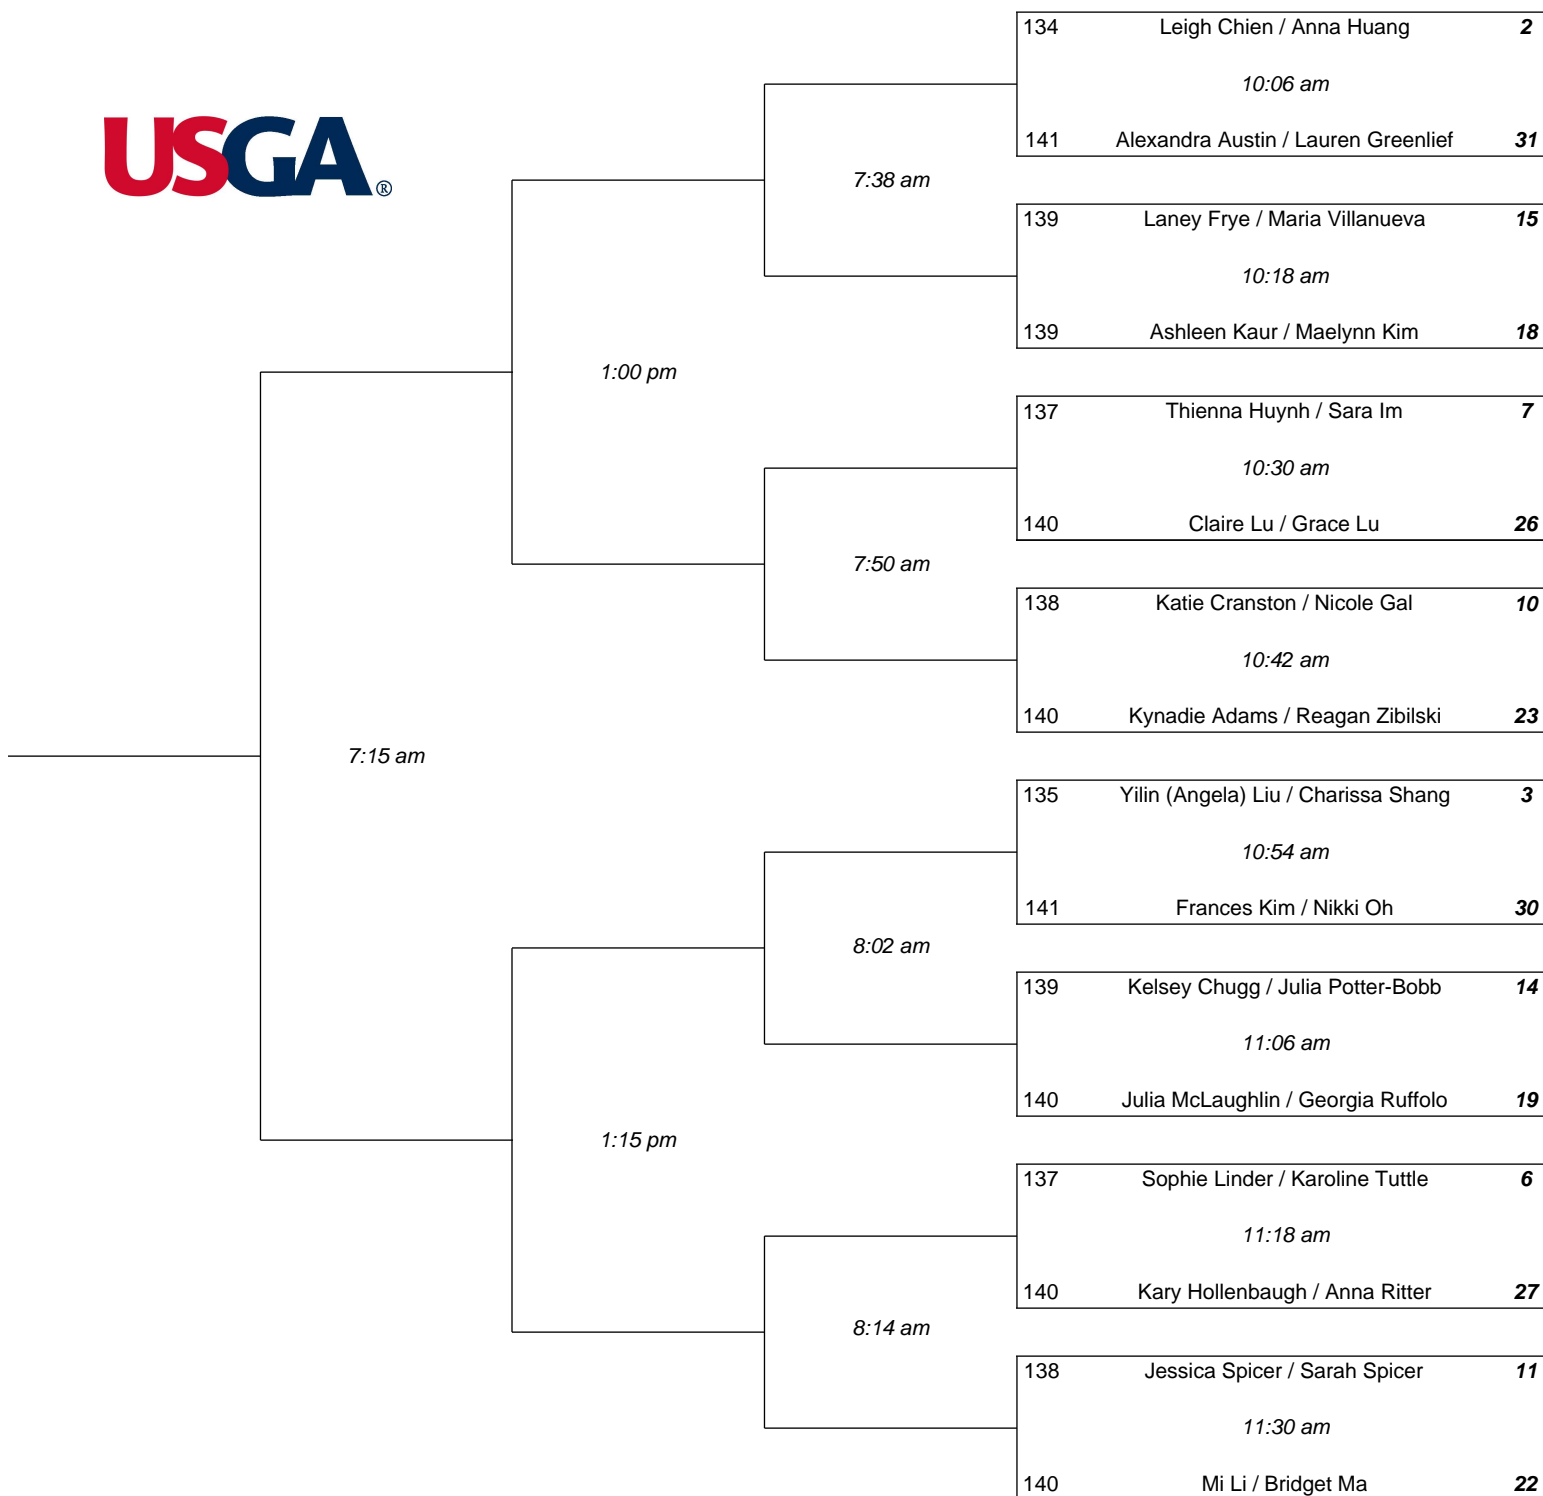 134 Leigh Chien / Anna Huang 2
10:06 am
USGA®
141 Alexandra Austin / Lauren Greenlief 31
7:38 am
139 Laney Frye / Maria Villanueva 15
10:18 am
139 Ashleen Kaur / Maelynn Kim 18
1:00 pm
137 Thienna Huynh / Sara Im 7
10:30 am
140 Claire Lu / Grace Lu 26
7:50 am
138 Katie Cranston / Nicole Gal 10
10:42 am
140 Kynadie Adams / Reagan Zibilski 23
7:15 am
135 Yilin (Angela) Liu / Charissa Shang 3
10:54 am
141 Frances Kim / Nikki Oh 30
8:02 am
139 Kelsey Chugg / Julia Potter-Bobb 14
11:06 am
140 Julia McLaughlin / Georgia Ruffolo 19
1:15 pm
137 Sophie Linder / Karoline Tuttle 6
11:18 am
140 Kary Hollenbaugh / Anna Ritter 27
8:14 am
138 Jessica Spicer / Sarah Spicer 11
11:30 am
140 Mi Li / Bridget Ma 22